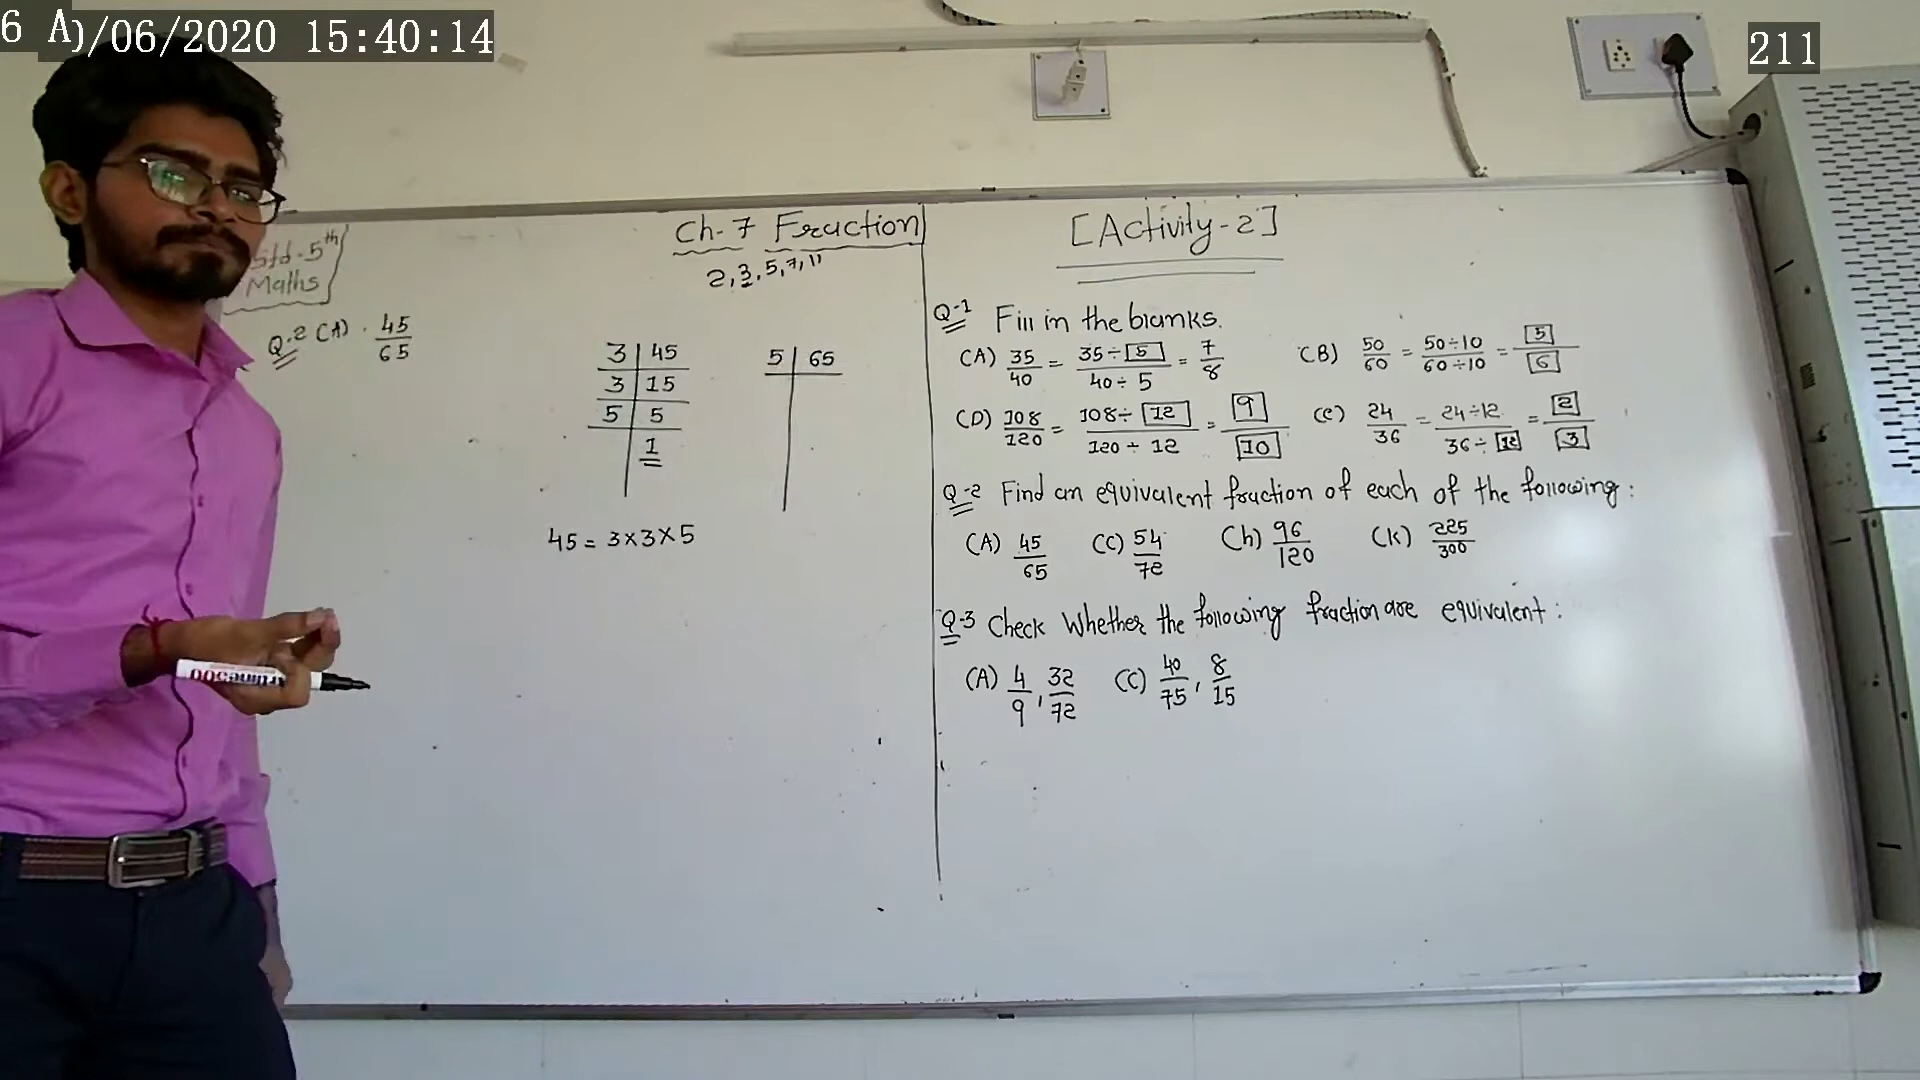 6 A
/06/2020 15:40:14
211
Std-5th
Maths
Ch-7 Fraction
2, 3, 5, 7, 11
Q-2 (A) . 45/65
3 | 45
3 | 15
5 | 5
1
5 | 65
45 = 3×3×5
[Activity-2]
Q-1 Fill in the blanks.
(A) 35/40 = 35÷5/40÷5 = 7/8 (B) 50/60 = 50÷10/60÷10 = 5/6
(D) 108/120 = 108÷12/120÷12 = 9/10 (e) 24/36 = 24÷12/36÷12 = 2/3
Q-2 Find an equivalent fraction of each of the following:
(A) 45/65 (C) 54/72 (h) 96/120 (K) 225/300
Q-3 Check Whether the following fraction are equivalent:
(A) 4/9, 32/72 (C) 40/75, 8/15